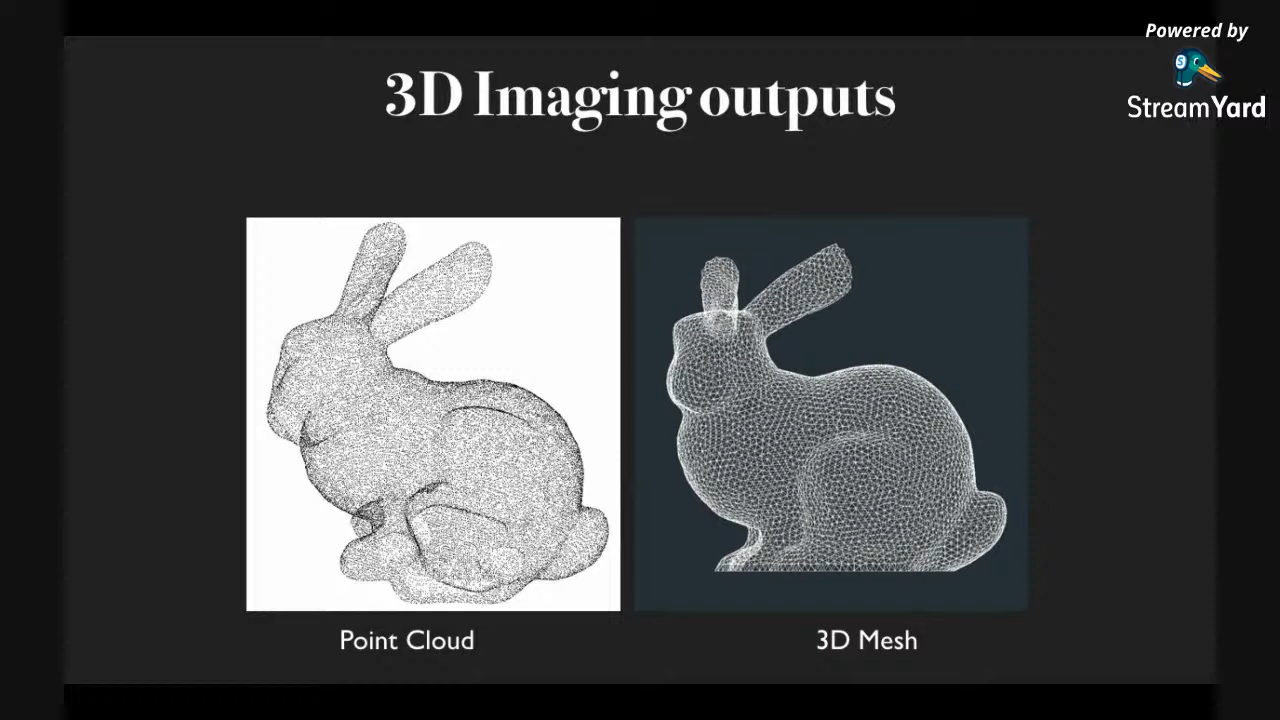 Powered by
StreamYard
3D Imaging outputs
Point Cloud
3D Mesh